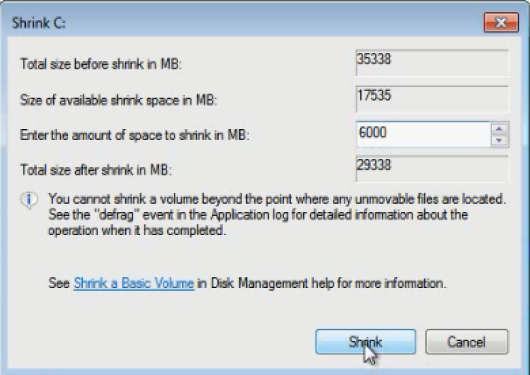 Shrink C:
Total size before shrink in MB: 35338
Size of available shrink space in MB: 17535
Enter the amount of space to shrink in MB: 6000
Total size after shrink in MB: 29338
You cannot shrink a volume beyond the point where any unmovable files are located.
See the "defrag" event in the Application log for detailed information about the
operation when it has completed.
See Shrink a Basic Volume in Disk Management help for more information.
Shrink Cancel